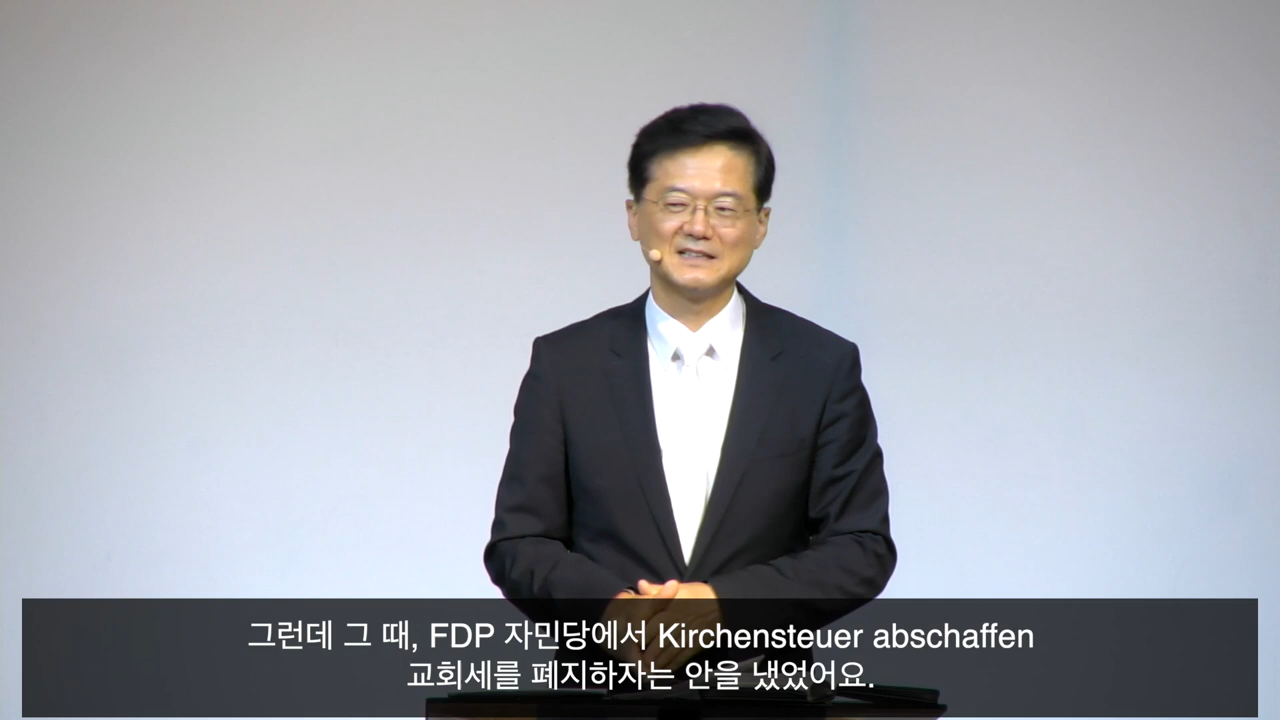 그런데 그 때, FDP 자민당에서 Kirchensteuer abschaffen
교회세를 폐지하자는 안을 냈었어요.